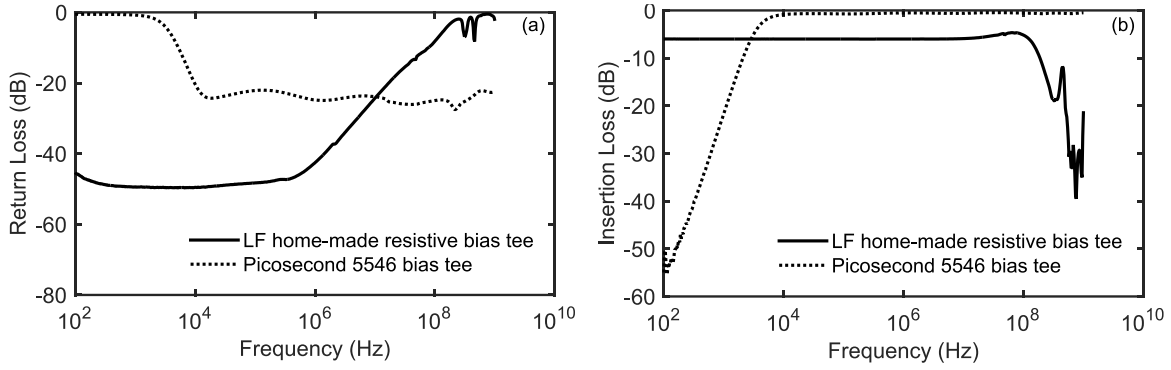 0
-20
-40
-60
-80
Return Loss (dB)
(a)
LF home-made resistive bias tee
Picosecond 5546 bias tee
10^2 10^4 10^6 10^8 10^10
Frequency (Hz)
0
-10
-20
-30
-40
-50
-60
Insertion Loss (dB)
(b)
LF home-made resistive bias tee
Picosecond 5546 bias tee
10^2 10^4 10^6 10^8 10^10
Frequency (Hz)